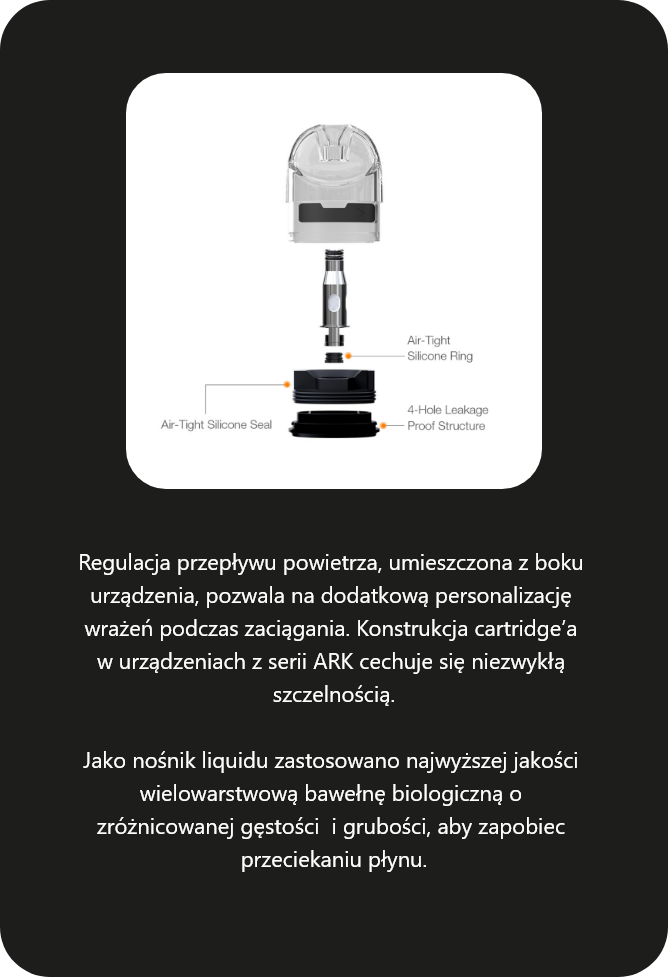 Air-Tight
Silicone Ring
Air-Tight Silicone Seal
4-Hole Leakage
Proof Structure
Regulacja przepływu powietrza, umieszczona z boku
urządzenia, pozwala na dodatkową personalizację
wrażeń podczas zaciągania. Konstrukcja cartridge’a
w urządzeniach z serii ARK cechuje się niezwykłą
szczelnością.
Jako nośnik liquidu zastosowano najwyższej jakości
wielowarstwową bawełnę biologiczną o
zróżnicowanej gęstości  i grubości, aby zapobiec
przeciekaniu płynu.